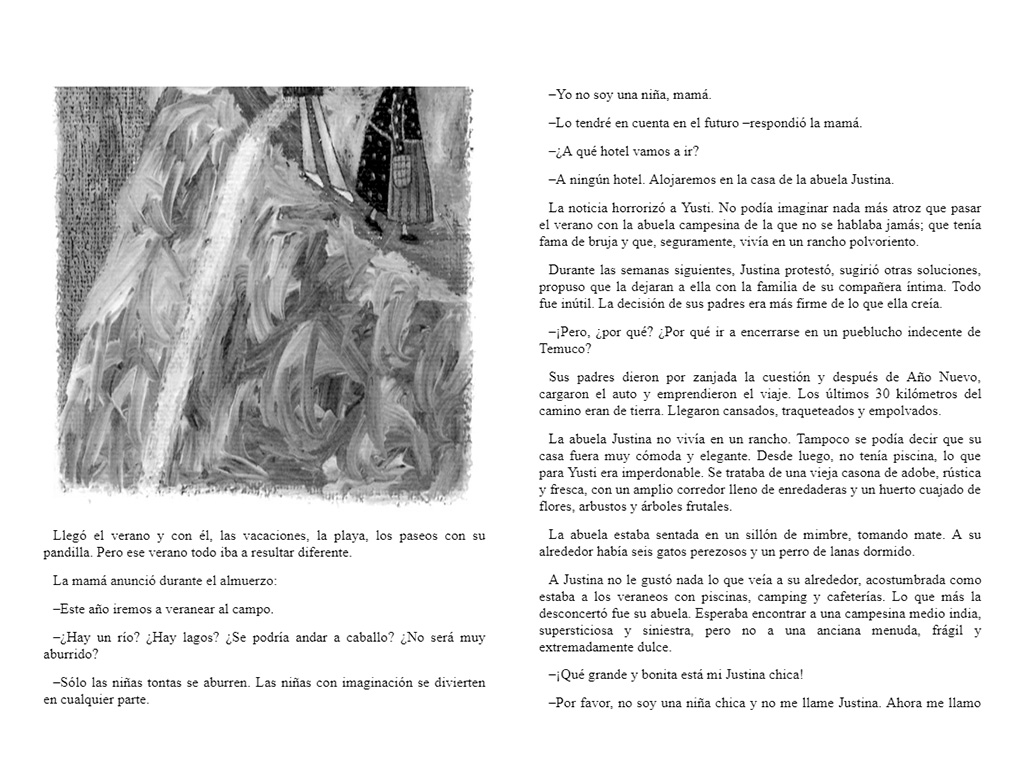 Llegó el verano y con él, las vacaciones, la playa, los paseos con su
pandilla. Pero ese verano todo iba a resultar diferente.
La mamá anunció durante el almuerzo:
–Este año iremos a veranear al campo.
–¿Hay un río? ¿Hay lagos? ¿Se podría andar a caballo? ¿No será muy
aburrido?
–Sólo las niñas tontas se aburren. Las niñas con imaginación se divierten
en cualquier parte.
–Yo no soy una niña, mamá.
–Lo tendré en cuenta en el futuro –respondió la mamá.
–¿A qué hotel vamos a ir?
–A ningún hotel. Alojaremos en la casa de la abuela Justina.
La noticia horrorizó a Yusti. No podía imaginar nada más atroz que pasar
el verano con la abuela campesina de la que no se hablaba jamás; que tenía
fama de bruja y que, seguramente, vivía en un rancho polvoriento.
Durante las semanas siguientes, Justina protestó, sugirió otras soluciones,
propuso que la dejaran a ella con la familia de su compañera íntima. Todo
fue inútil. La decisión de sus padres era más firme de lo que ella creía.
–¡Pero, ¿por qué? ¿Por qué ir a encerrarse en un pueblucho indecente de
Temuco?
Sus padres dieron por zanjada la cuestión y después de Año Nuevo,
cargaron el auto y emprendieron el viaje. Los últimos 30 kilómetros del
camino eran de tierra. Llegaron cansados, traqueteados y empolvados.
La abuela Justina no vivía en un rancho. Tampoco se podía decir que su
casa fuera muy cómoda y elegante. Desde luego, no tenía piscina, lo que
para Yusti era imperdonable. Se trataba de una vieja casona de adobe, rústica
y fresca, con un amplio corredor lleno de enredaderas y un huerto cuajado de
flores, arbustos y árboles frutales.
La abuela estaba sentada en un sillón de mimbre, tomando mate. A su
alrededor había seis gatos perezosos y un perro de lanas dormido.
A Justina no le gustó nada lo que veía a su alrededor, acostumbrada como
estaba a los veraneos con piscinas, camping y cafeterías. Lo que más la
desconcertó fue su abuela. Esperaba encontrar a una campesina medio india,
supersticiosa y siniestra, pero no a una anciana menuda, frágil y
extremadamente dulce.
–¡Qué grande y bonita está mi Justina chica!
–Por favor, no soy una niña chica y no me llame Justina. Ahora me llamo